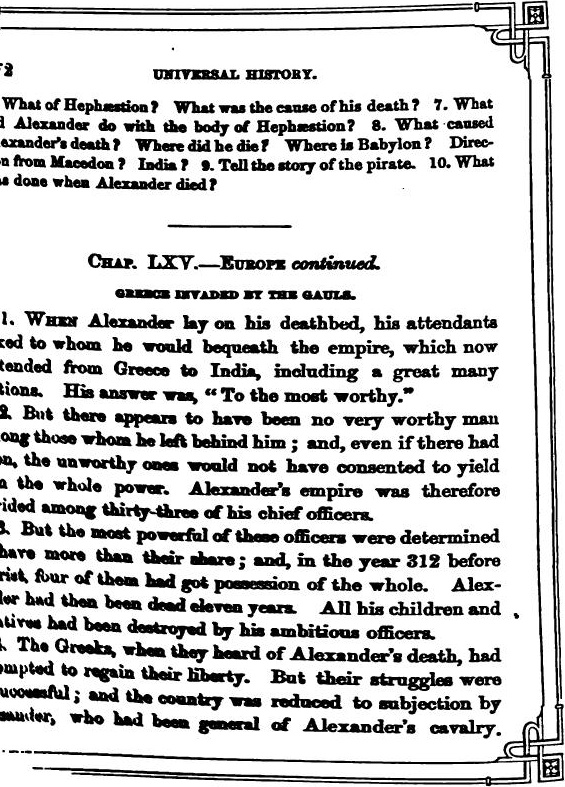 72
UNIVERSAL HISTORY.
What of Hephæstion? What was the cause of his death? 7. What
d Alexander do with the body of Hephæstion? 8. What caused
exander's death? Where did he die? Where is Babylon? Direc-
n from Macedon? India? 9. Tell the story of the pirate. 10. What
as done when Alexander died?
CHAP. LXV.—EUROPE continued.
GREECE INVADED BY THE GAULS.
1. WHEN Alexander lay on his deathbed, his attendants
ked to whom he would bequeath the empire, which now
tended from Greece to India, including a great many
tions. His answer was, "To the most worthy."
2. But there appears to have been no very worthy man
ong those whom he left behind him; and, even if there had
en, the unworthy ones would not have consented to yield
m the whole power. Alexander's empire was therefore
vided among thirty-three of his chief officers.
3. But the most powerful of these officers were determined
have more than their share; and, in the year 312 before
rist, four of them had got possession of the whole. Alex-
der had then been dead eleven years. All his children and
atives had been destroyed by his ambitious officers.
4. The Greeks, when they heard of Alexander's death, had
empted to regain their liberty. But their struggles were
uccessful; and the country was reduced to subjection by
sander, who had been general of Alexander's cavalry.